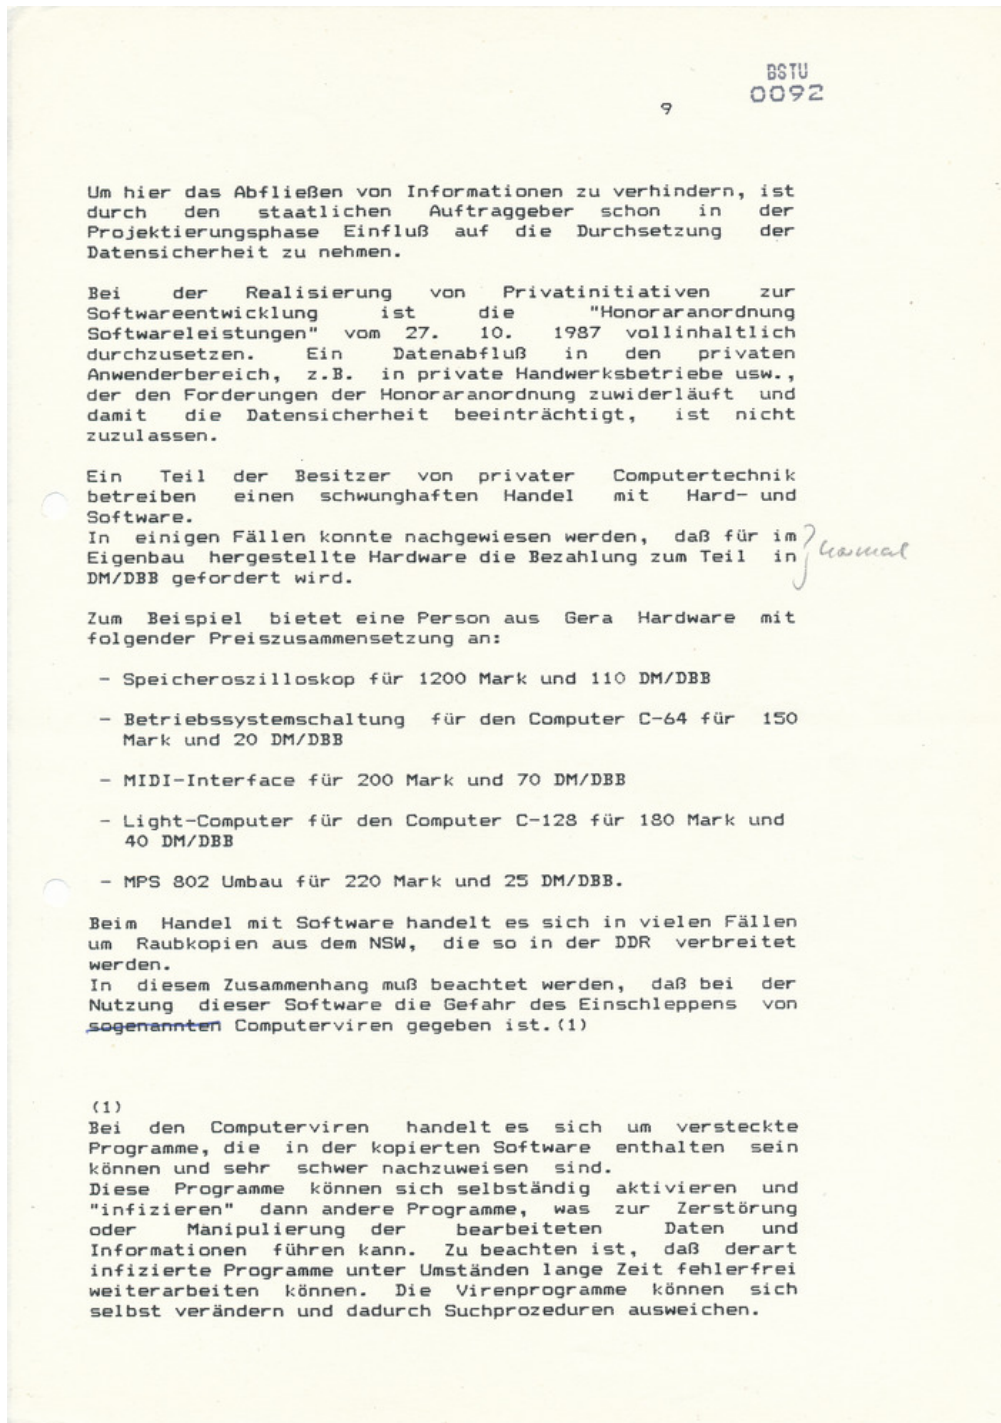 BSTU
0092
9
Um hier das Abfließen von Informationen zu verhindern, ist
durch den staatlichen Auftraggeber schon in der
Projektierungsphase Einfluß auf die Durchsetzung der
Datensicherheit zu nehmen.
Bei der Realisierung von Privatinitiativen zur
Softwareentwicklung ist die "Honoraranordnung
Softwareleistungen" vom 27. 10. 1987 vollinhaltlich
durchzusetzen. Ein Datenabfluß in den privaten
Anwenderbereich, z.B. in private Handwerksbetriebe usw.,
der den Forderungen der Honoraranordnung zuwiderläuft und
damit die Datensicherheit beeinträchtigt, ist nicht
zuzulassen.
Ein Teil der Besitzer von privater Computertechnik
betreiben einen schwunghaften Handel mit Hard- und
Software.
In einigen Fällen konnte nachgewiesen werden, daß für im
Eigenbau hergestellte Hardware die Bezahlung zum Teil in
DM/DBB gefordert wird.
? normal
Zum Beispiel bietet eine Person aus Gera Hardware mit
folgender Preiszusammensetzung an:
- Speicheroszilloskop für 1200 Mark und 110 DM/DBB
- Betriebssystemschaltung für den Computer C-64 für 150
Mark und 20 DM/DBB
- MIDI-Interface für 200 Mark und 70 DM/DBB
- Light-Computer für den Computer C-128 für 180 Mark und
40 DM/DBB
- MPS 802 Umbau für 220 Mark und 25 DM/DBB.
Beim Handel mit Software handelt es sich in vielen Fällen
um Raubkopien aus dem NSW, die so in der DDR verbreitet
werden.
In diesem Zusammenhang muß beachtet werden, daß bei der
Nutzung dieser Software die Gefahr des Einschleppens von
sogenannten Computerviren gegeben ist.(1)
(1)
Bei den Computerviren handelt es sich um versteckte
Programme, die in der kopierten Software enthalten sein
können und sehr schwer nachzuweisen sind.
Diese Programme können sich selbständig aktivieren und
"infizieren" dann andere Programme, was zur Zerstörung
oder Manipulierung der bearbeiteten Daten und
Informationen führen kann. Zu beachten ist, daß derart
infizierte Programme unter Umständen lange Zeit fehlerfrei
weiterarbeiten können. Die Virenprogramme können sich
selbst verändern und dadurch Suchprozeduren ausweichen.